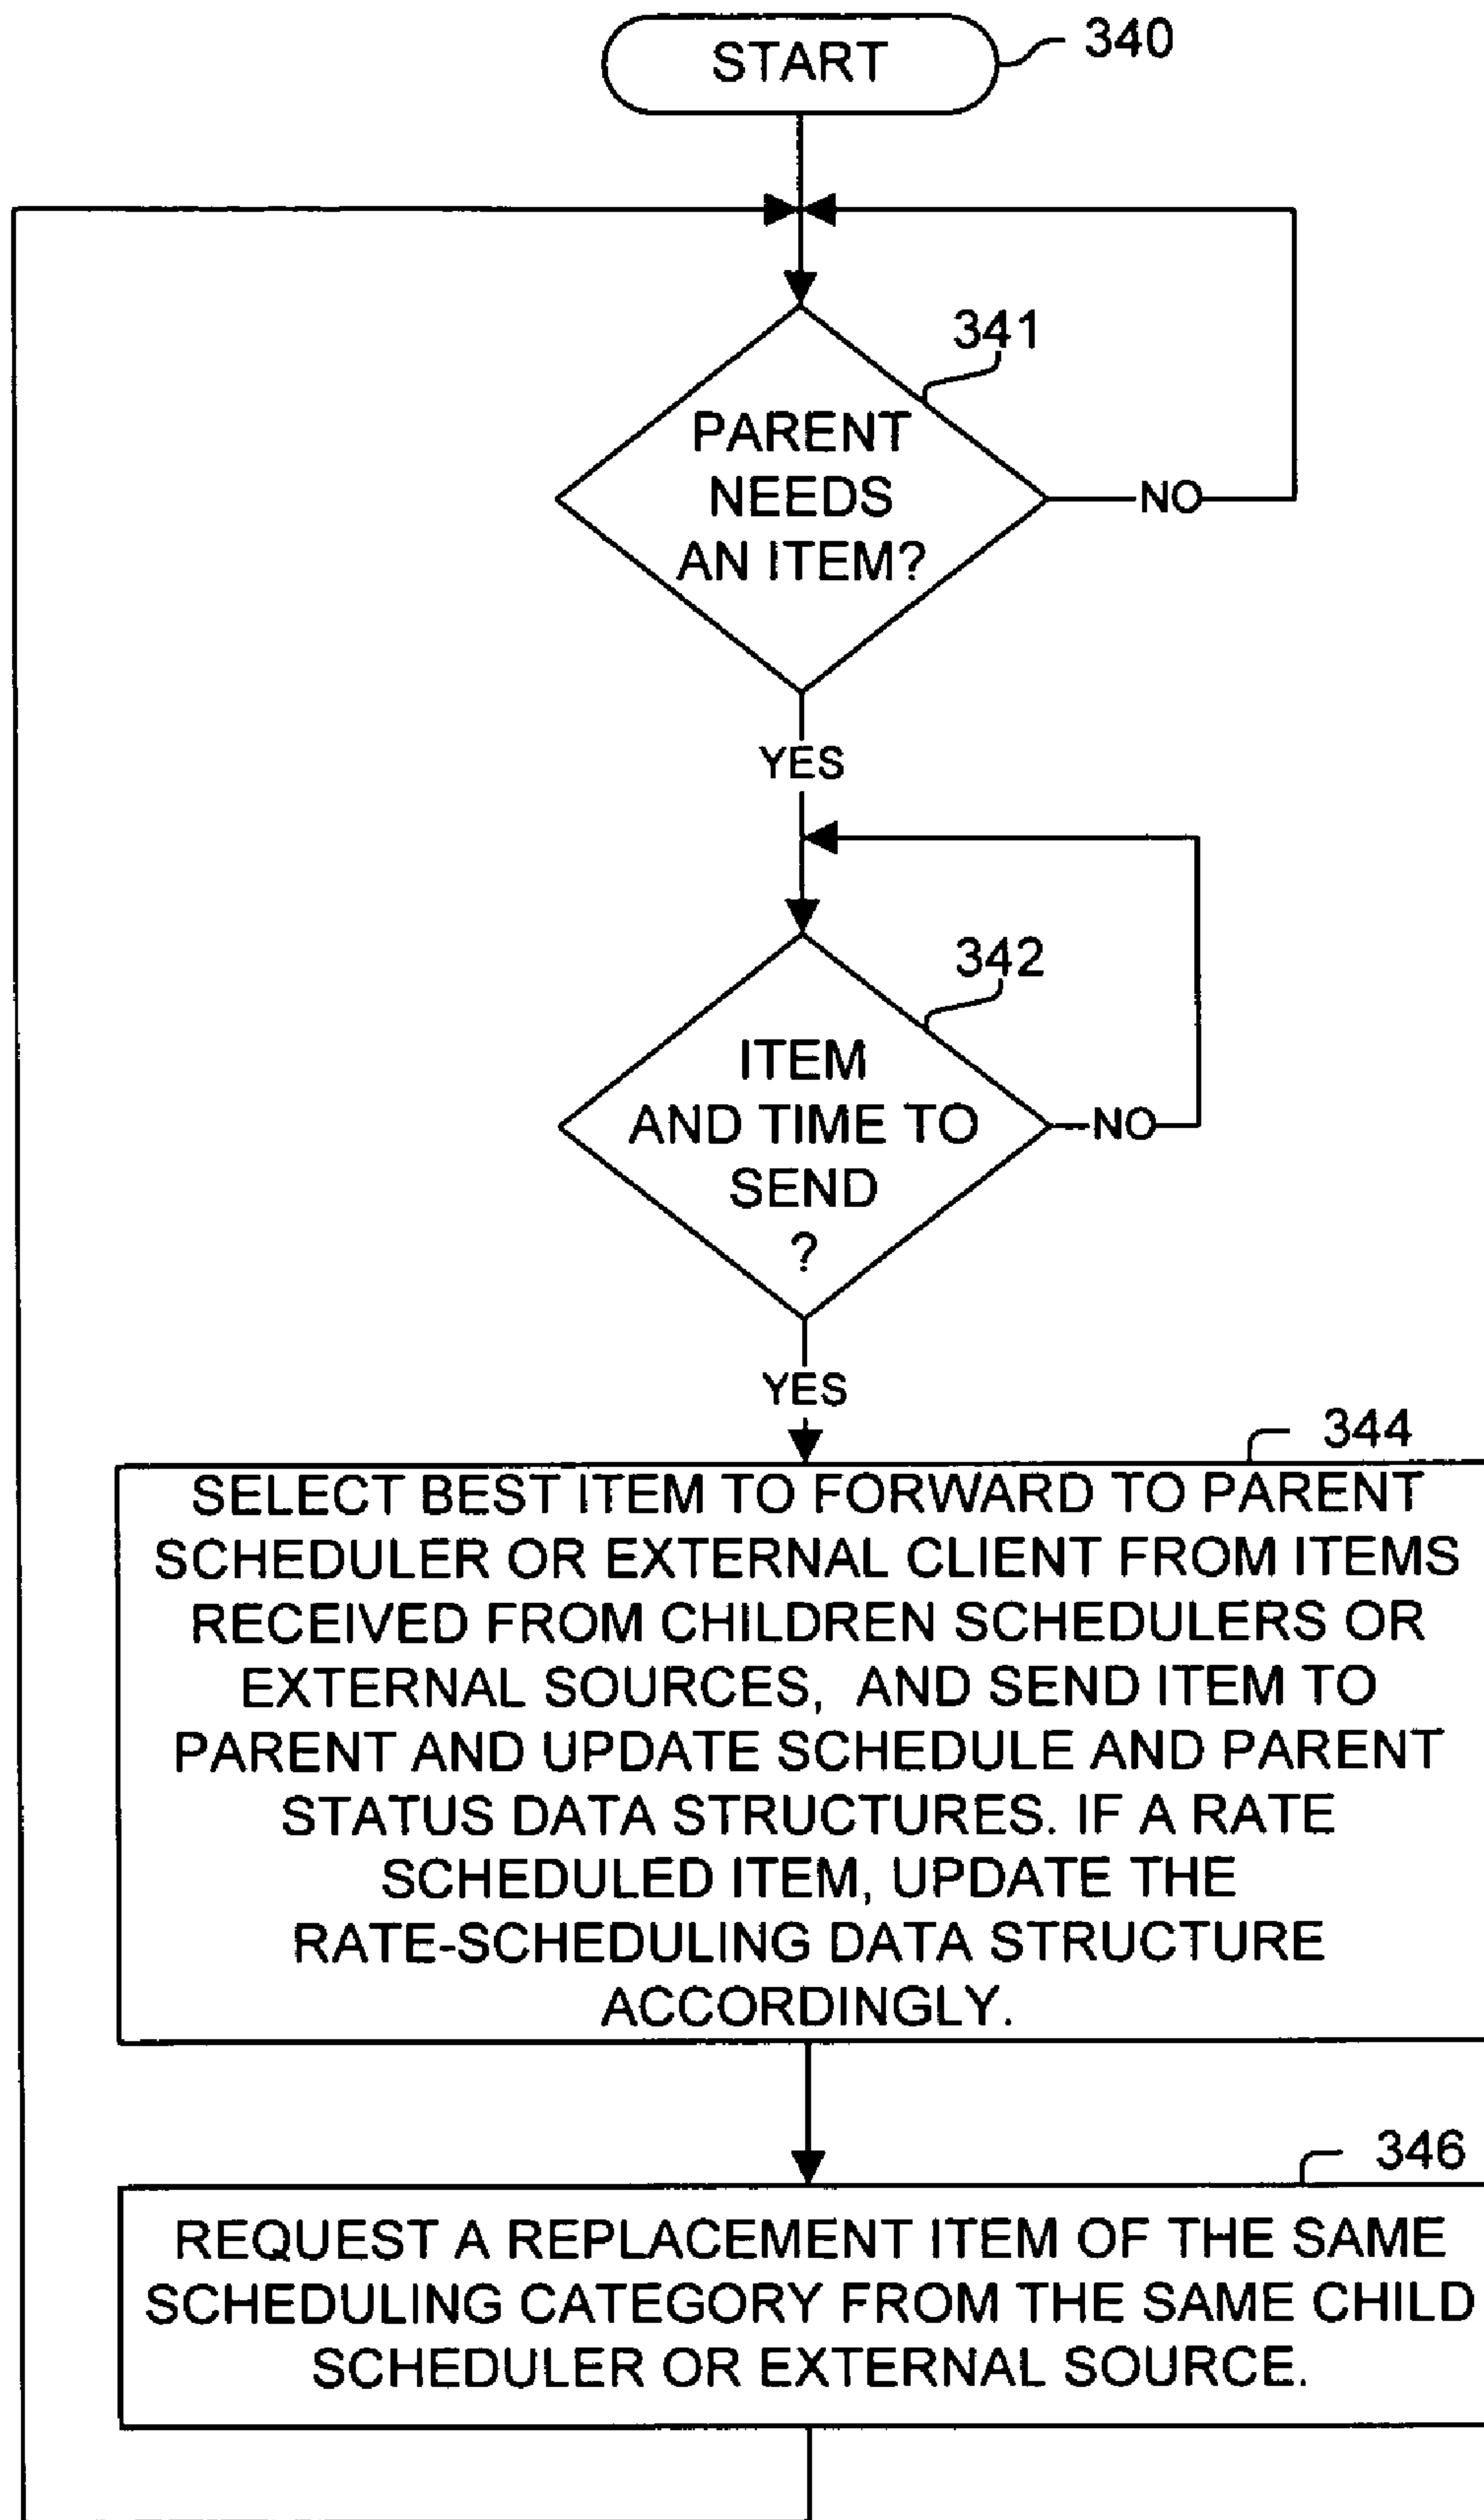 START
340
341
PARENT
NEEDS
AN ITEM?
NO
YES
342
ITEM
AND TIME TO
SEND
?
NO
YES
344
SELECT BEST ITEM TO FORWARD TO PARENT
SCHEDULER OR EXTERNAL CLIENT FROM ITEMS
RECEIVED FROM CHILDREN SCHEDULERS OR
EXTERNAL SOURCES, AND SEND ITEM TO
PARENT AND UPDATE SCHEDULE AND PARENT
STATUS DATA STRUCTURES. IF A RATE
SCHEDULED ITEM, UPDATE THE
RATE-SCHEDULING DATA STRUCTURE
ACCORDINGLY.
346
REQUEST A REPLACEMENT ITEM OF THE SAME
SCHEDULING CATEGORY FROM THE SAME CHILD
SCHEDULER OR EXTERNAL SOURCE.